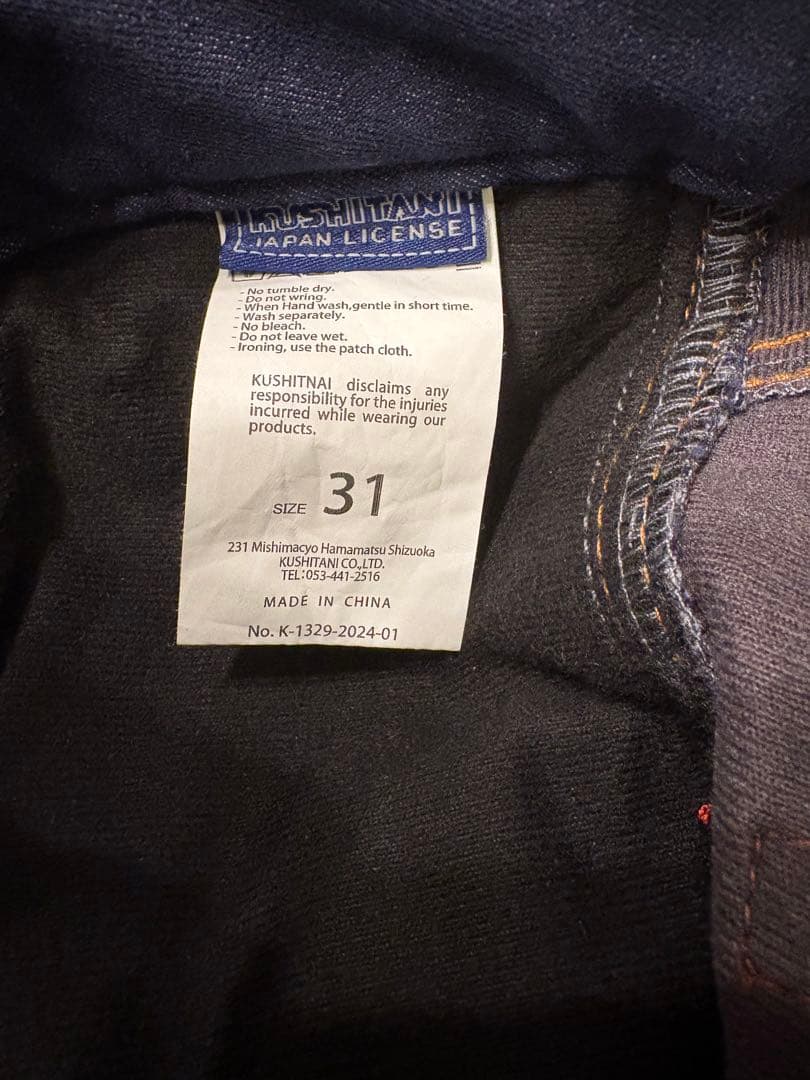 KUSHITANI
JAPAN LICENSE
- No tumble dry.
- Do not wring.
- When Hand wash,gentle in short time.
- Wash separately.
- No bleach.
- Do not leave wet.
- Ironing, use the patch cloth.
KUSHITNAI disclaims any
responsibility for the injuries
incurred while wearing our
products.
SIZE 31
231 Mishimacyo Hamamatsu Shizuoka
KUSHITANI CO.,LTD.
TEL:053-441-2516
MADE IN CHINA
No. K-1329-2024-01